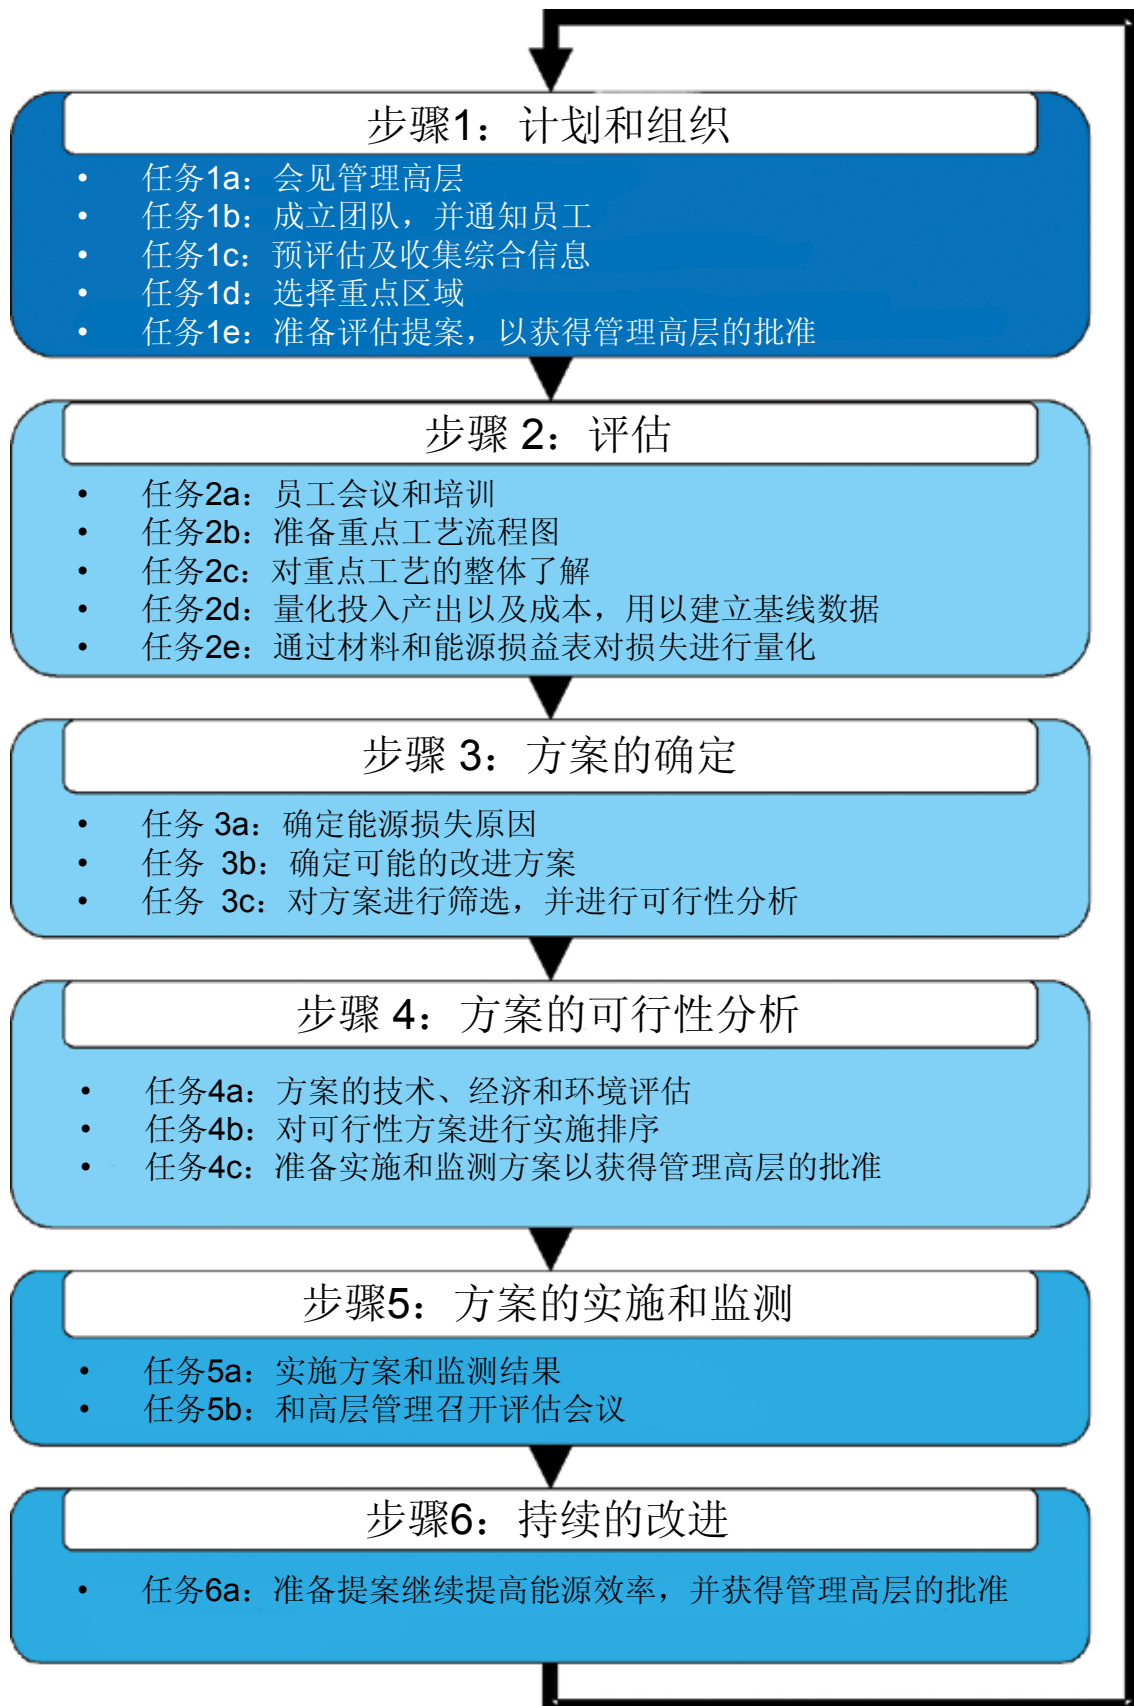 步骤1：计划和组织
• 任务1a：会见管理高层
• 任务1b：成立团队，并通知员工
• 任务1c：预评估及收集综合信息
• 任务1d：选择重点区域
• 任务1e：准备评估提案，以获得管理高层的批准
步骤 2：评估
• 任务2a：员工会议和培训
• 任务2b：准备重点工艺流程图
• 任务2c：对重点工艺的整体了解
• 任务2d：量化投入产出以及成本，用以建立基线数据
• 任务2e：通过材料和能源损益表对损失进行量化
步骤 3：方案的确定
• 任务 3a：确定能源损失原因
• 任务 3b：确定可能的改进方案
• 任务 3c：对方案进行筛选，并进行可行性分析
步骤 4：方案的可行性分析
• 任务4a：方案的技术、经济和环境评估
• 任务4b：对可行性方案进行实施排序
• 任务4c：准备实施和监测方案以获得管理高层的批准
步骤5：方案的实施和监测
• 任务5a：实施方案和监测结果
• 任务5b：和高层管理召开评估会议
步骤6：持续的改进
• 任务6a：准备提案继续提高能源效率，并获得管理高层的批准